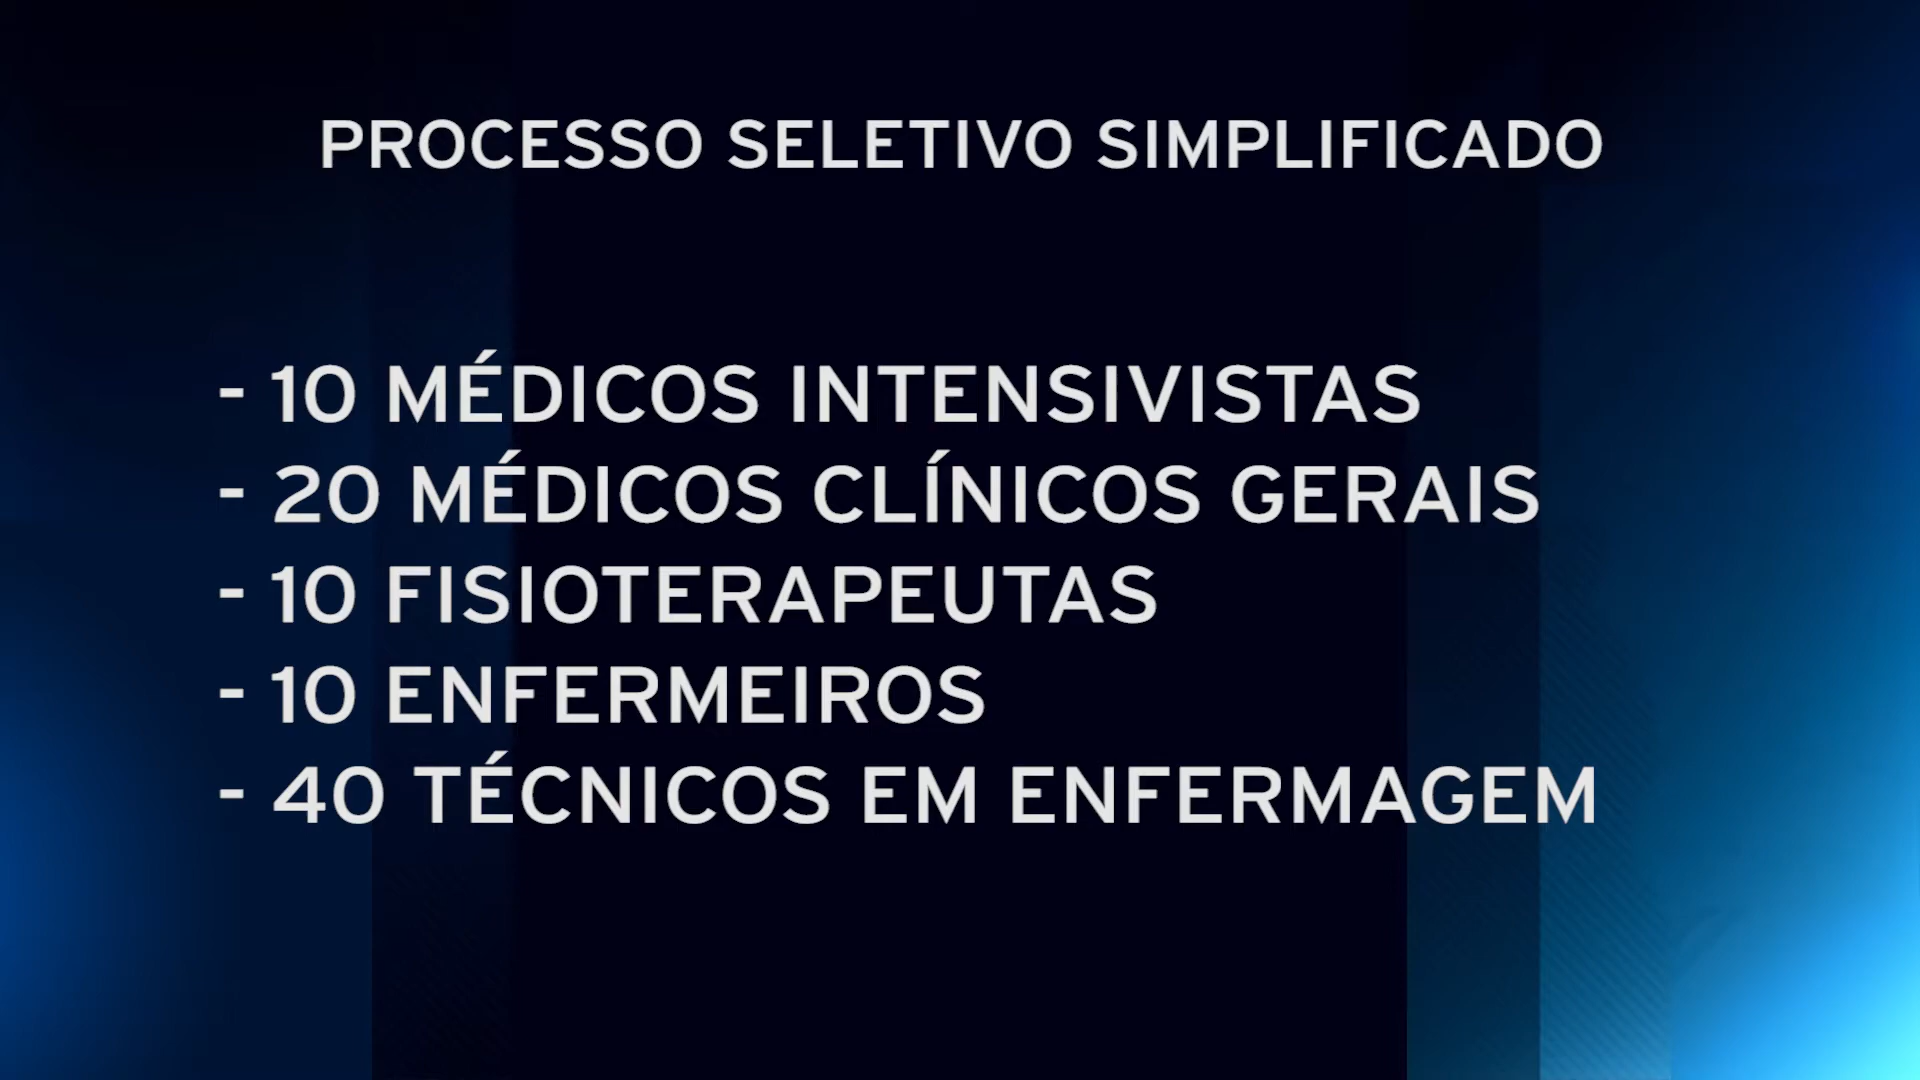 PROCESSO SELETIVO SIMPLIFICADO
- 10 MÉDICOS INTENSIVISTAS
- 20 MÉDICOS CLÍNICOS GERAIS
- 10 FISIOTERAPEUTAS
- 10 ENFERMEIROS
- 40 TÉCNICOS EM ENFERMAGEM